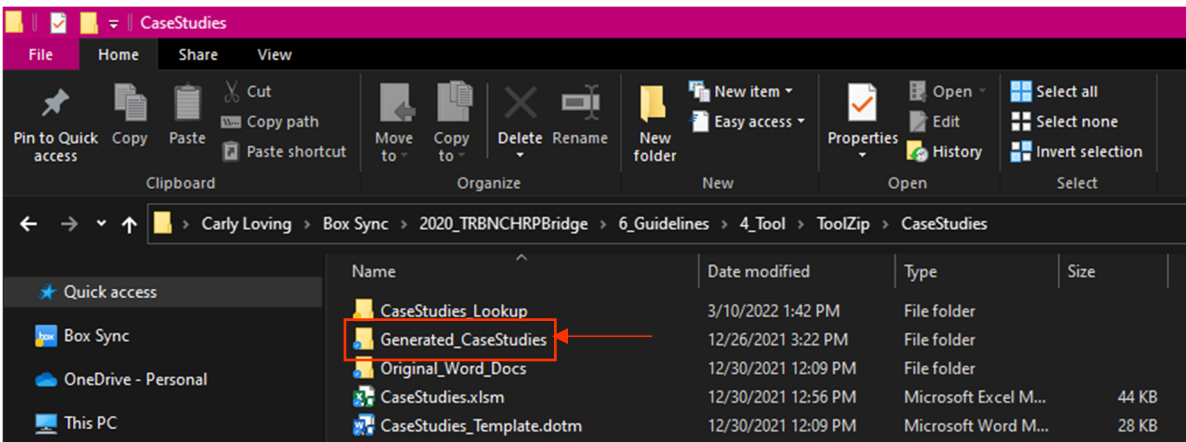 CaseStudies
File Home Share View
Pin to Quick access
Copy
Paste
Cut
Copy path
Paste shortcut
Clipboard
Move to
Copy to
Delete
Rename
Organize
New folder
New item
Easy access
New
Properties
Open
Edit
History
Open
Select all
Select none
Invert selection
Select
Carly Loving > Box Sync > 2020_TRBNCHRPBridge > 6_Guidelines > 4_Tool > ToolZip > CaseStudies
Quick access
box
Box Sync
OneDrive - Personal
This PC
Name Date modified Type Size
CaseStudies_Lookup 3/10/2022 1:42 PM File folder
Generated_CaseStudies 12/26/2021 3:22 PM File folder
Original_Word_Docs 12/30/2021 12:09 PM File folder
CaseStudies.xlsm 12/30/2021 12:56 PM Microsoft Excel M... 44 KB
CaseStudies_Template.dotm 12/30/2021 12:09 PM Microsoft Word M... 28 KB